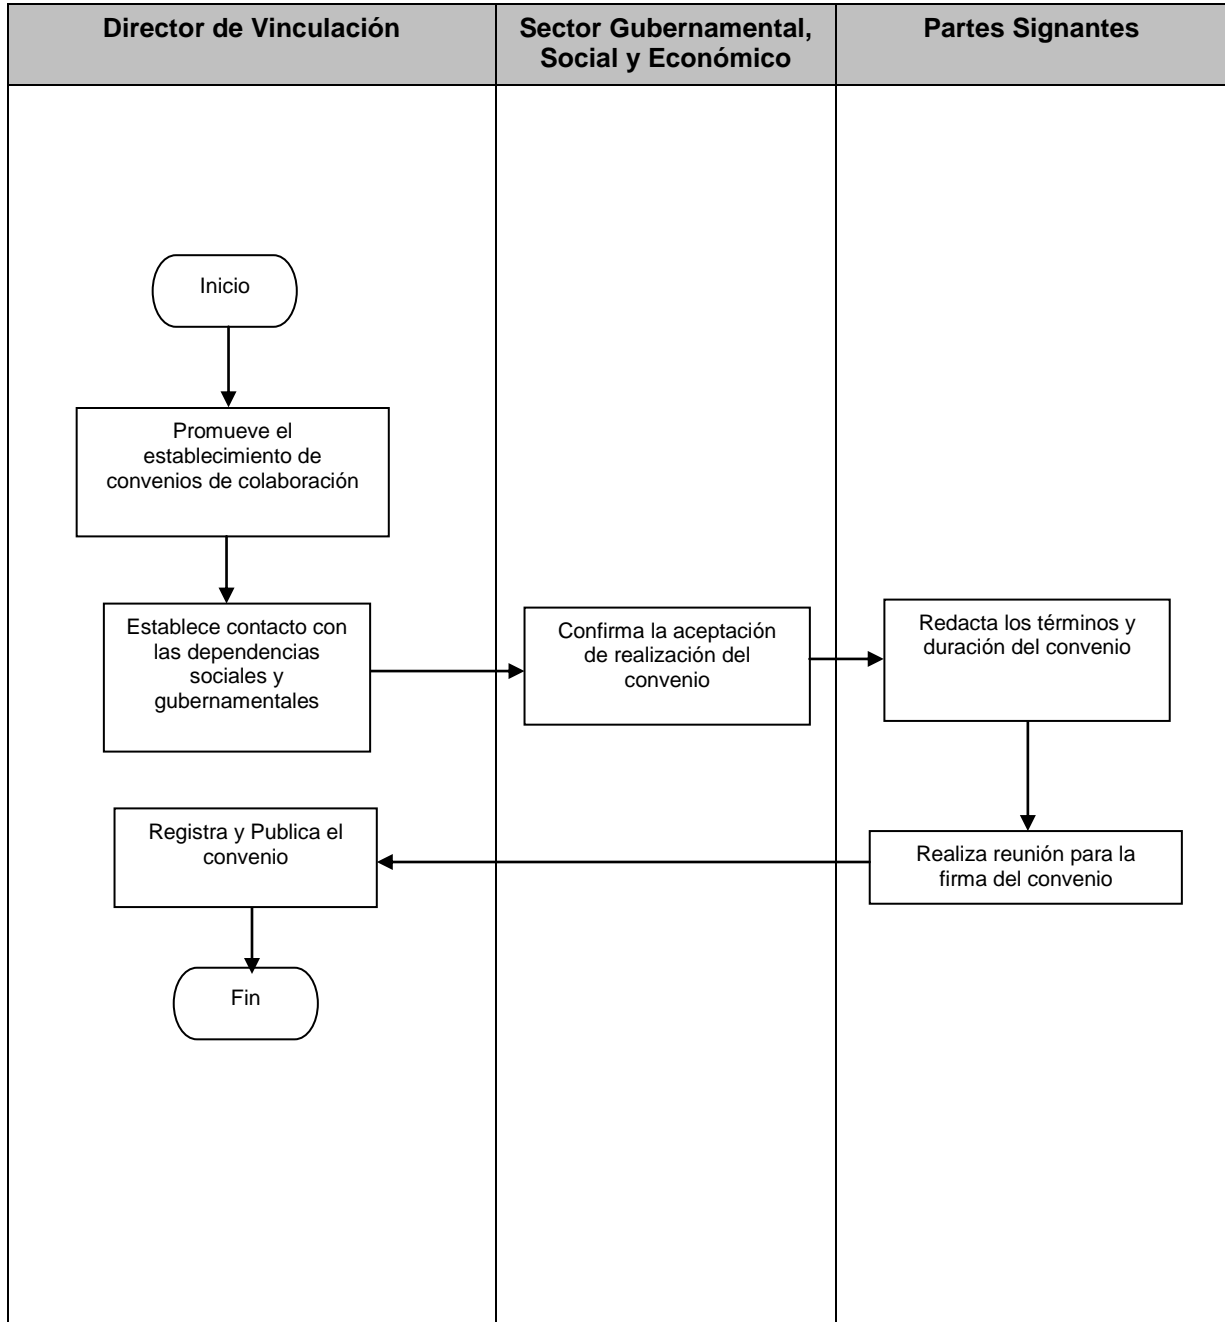 Director de Vinculación
Sector Gubernamental,
Social y Económico
Partes Signantes
Inicio
Promueve el
establecimiento de
convenios de colaboración
Establece contacto con
las dependencias
sociales y
gubernamentales
Confirma la aceptación
de realización del
convenio
Redacta los términos y
duración del convenio
Realiza reunión para la
firma del convenio
Registra y Publica el
convenio
Fin